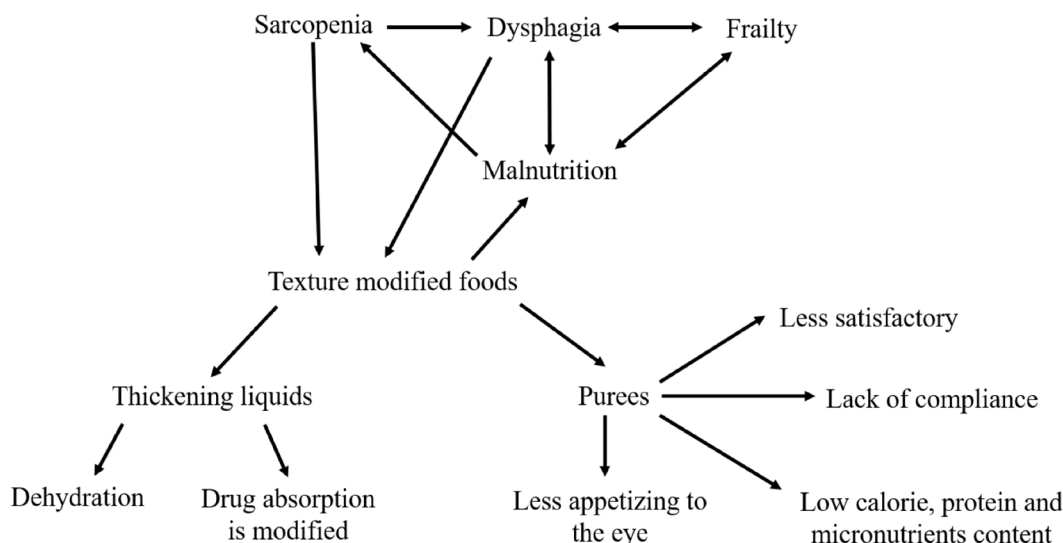 Sarcopenia
Dysphagia
Frailty
Malnutrition
Texture modified foods
Less satisfactory
Thickening liquids
Purees
Lack of compliance
Dehydration
Drug absorption
is modified
Less appetizing to
the eye
Low calorie, protein and
micronutrients content